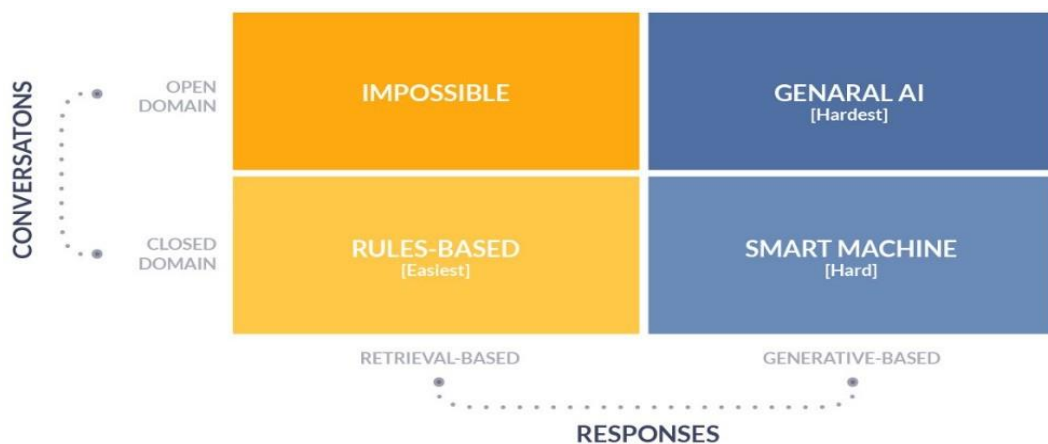 CONVERSATONS
OPEN
DOMAIN
IMPOSSIBLE
GENARAL AI
[Hardest]
CLOSED
DOMAIN
RULES-BASED
[Easiest]
SMART MACHINE
[Hard]
RETRIEVAL-BASED
GENERATIVE-BASED
RESPONSES